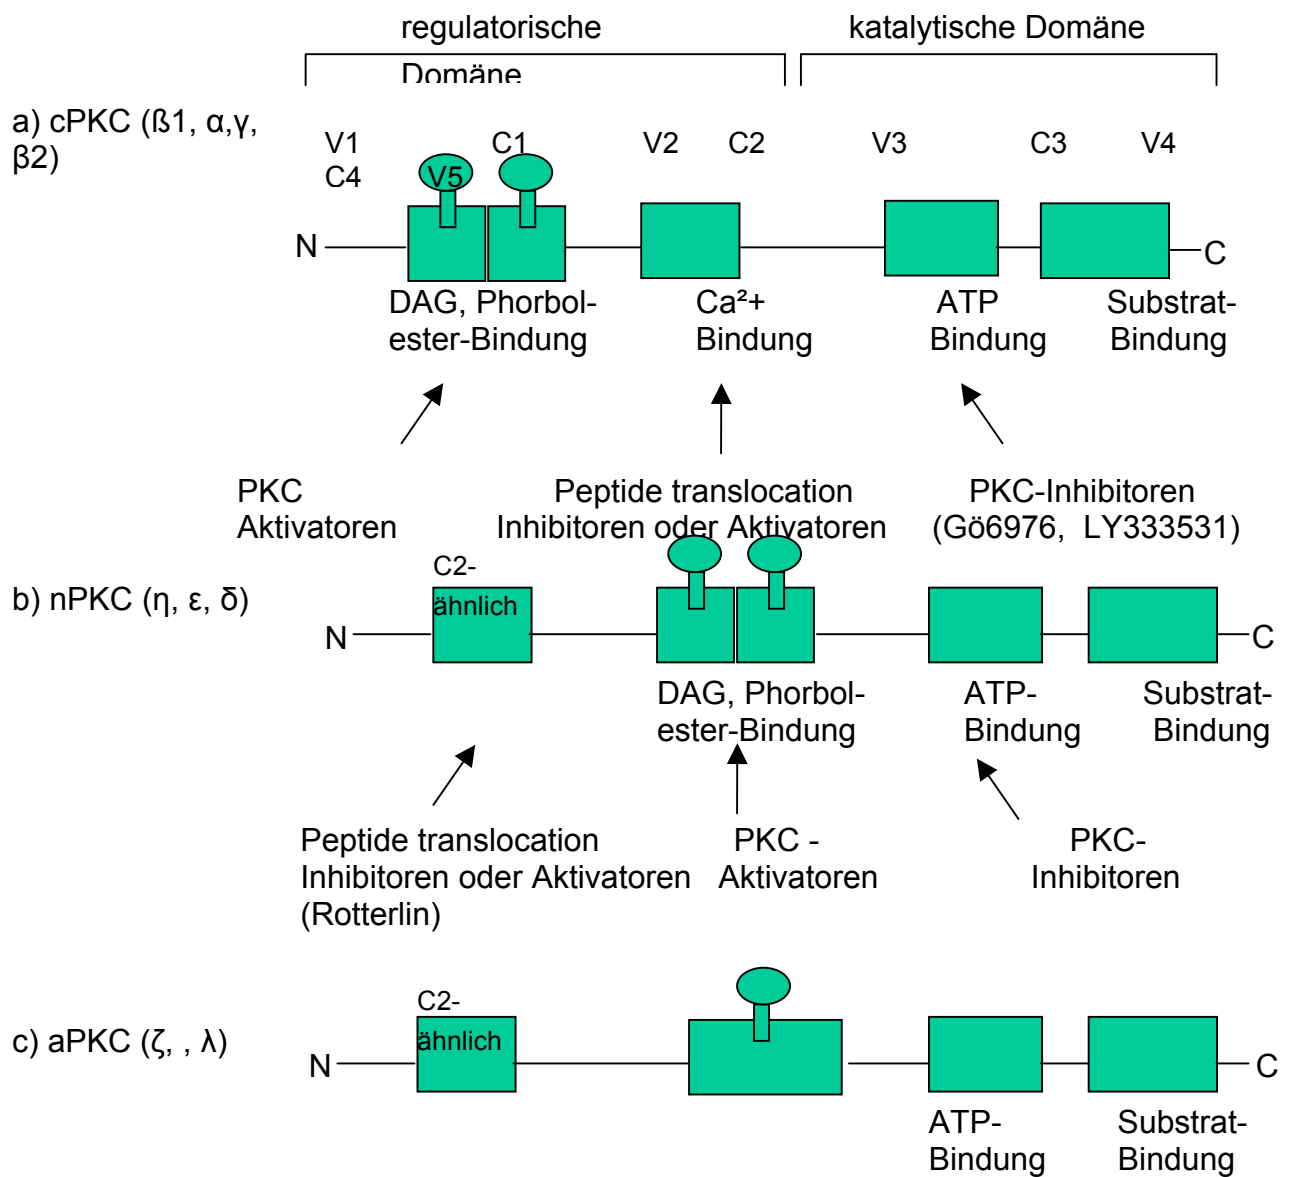 regulatorische
Domäne
katalytische Domäne
a) cPKC (ß1, α,γ,
β2)
V1 C1 V2 C2 V3 C3 V4
C4 V5
N C
DAG, Phorbol-
ester-Bindung
Ca²+
Bindung
ATP
Bindung
Substrat-
Bindung
PKC
Aktivatoren
Peptide translocation
Inhibitoren oder Aktivatoren
PKC-Inhibitoren
(Gö6976, LY333531)
b) nPKC (η, ε, δ)
C2-
ähnlich
N C
DAG, Phorbol-
ester-Bindung
ATP-
Bindung
Substrat-
Bindung
Peptide translocation
Inhibitoren oder Aktivatoren
(Rotterlin)
PKC -
Aktivatoren
PKC-
Inhibitoren
c) aPKC (ζ, , λ)
C2-
ähnlich
N C
ATP-
Bindung
Substrat-
Bindung